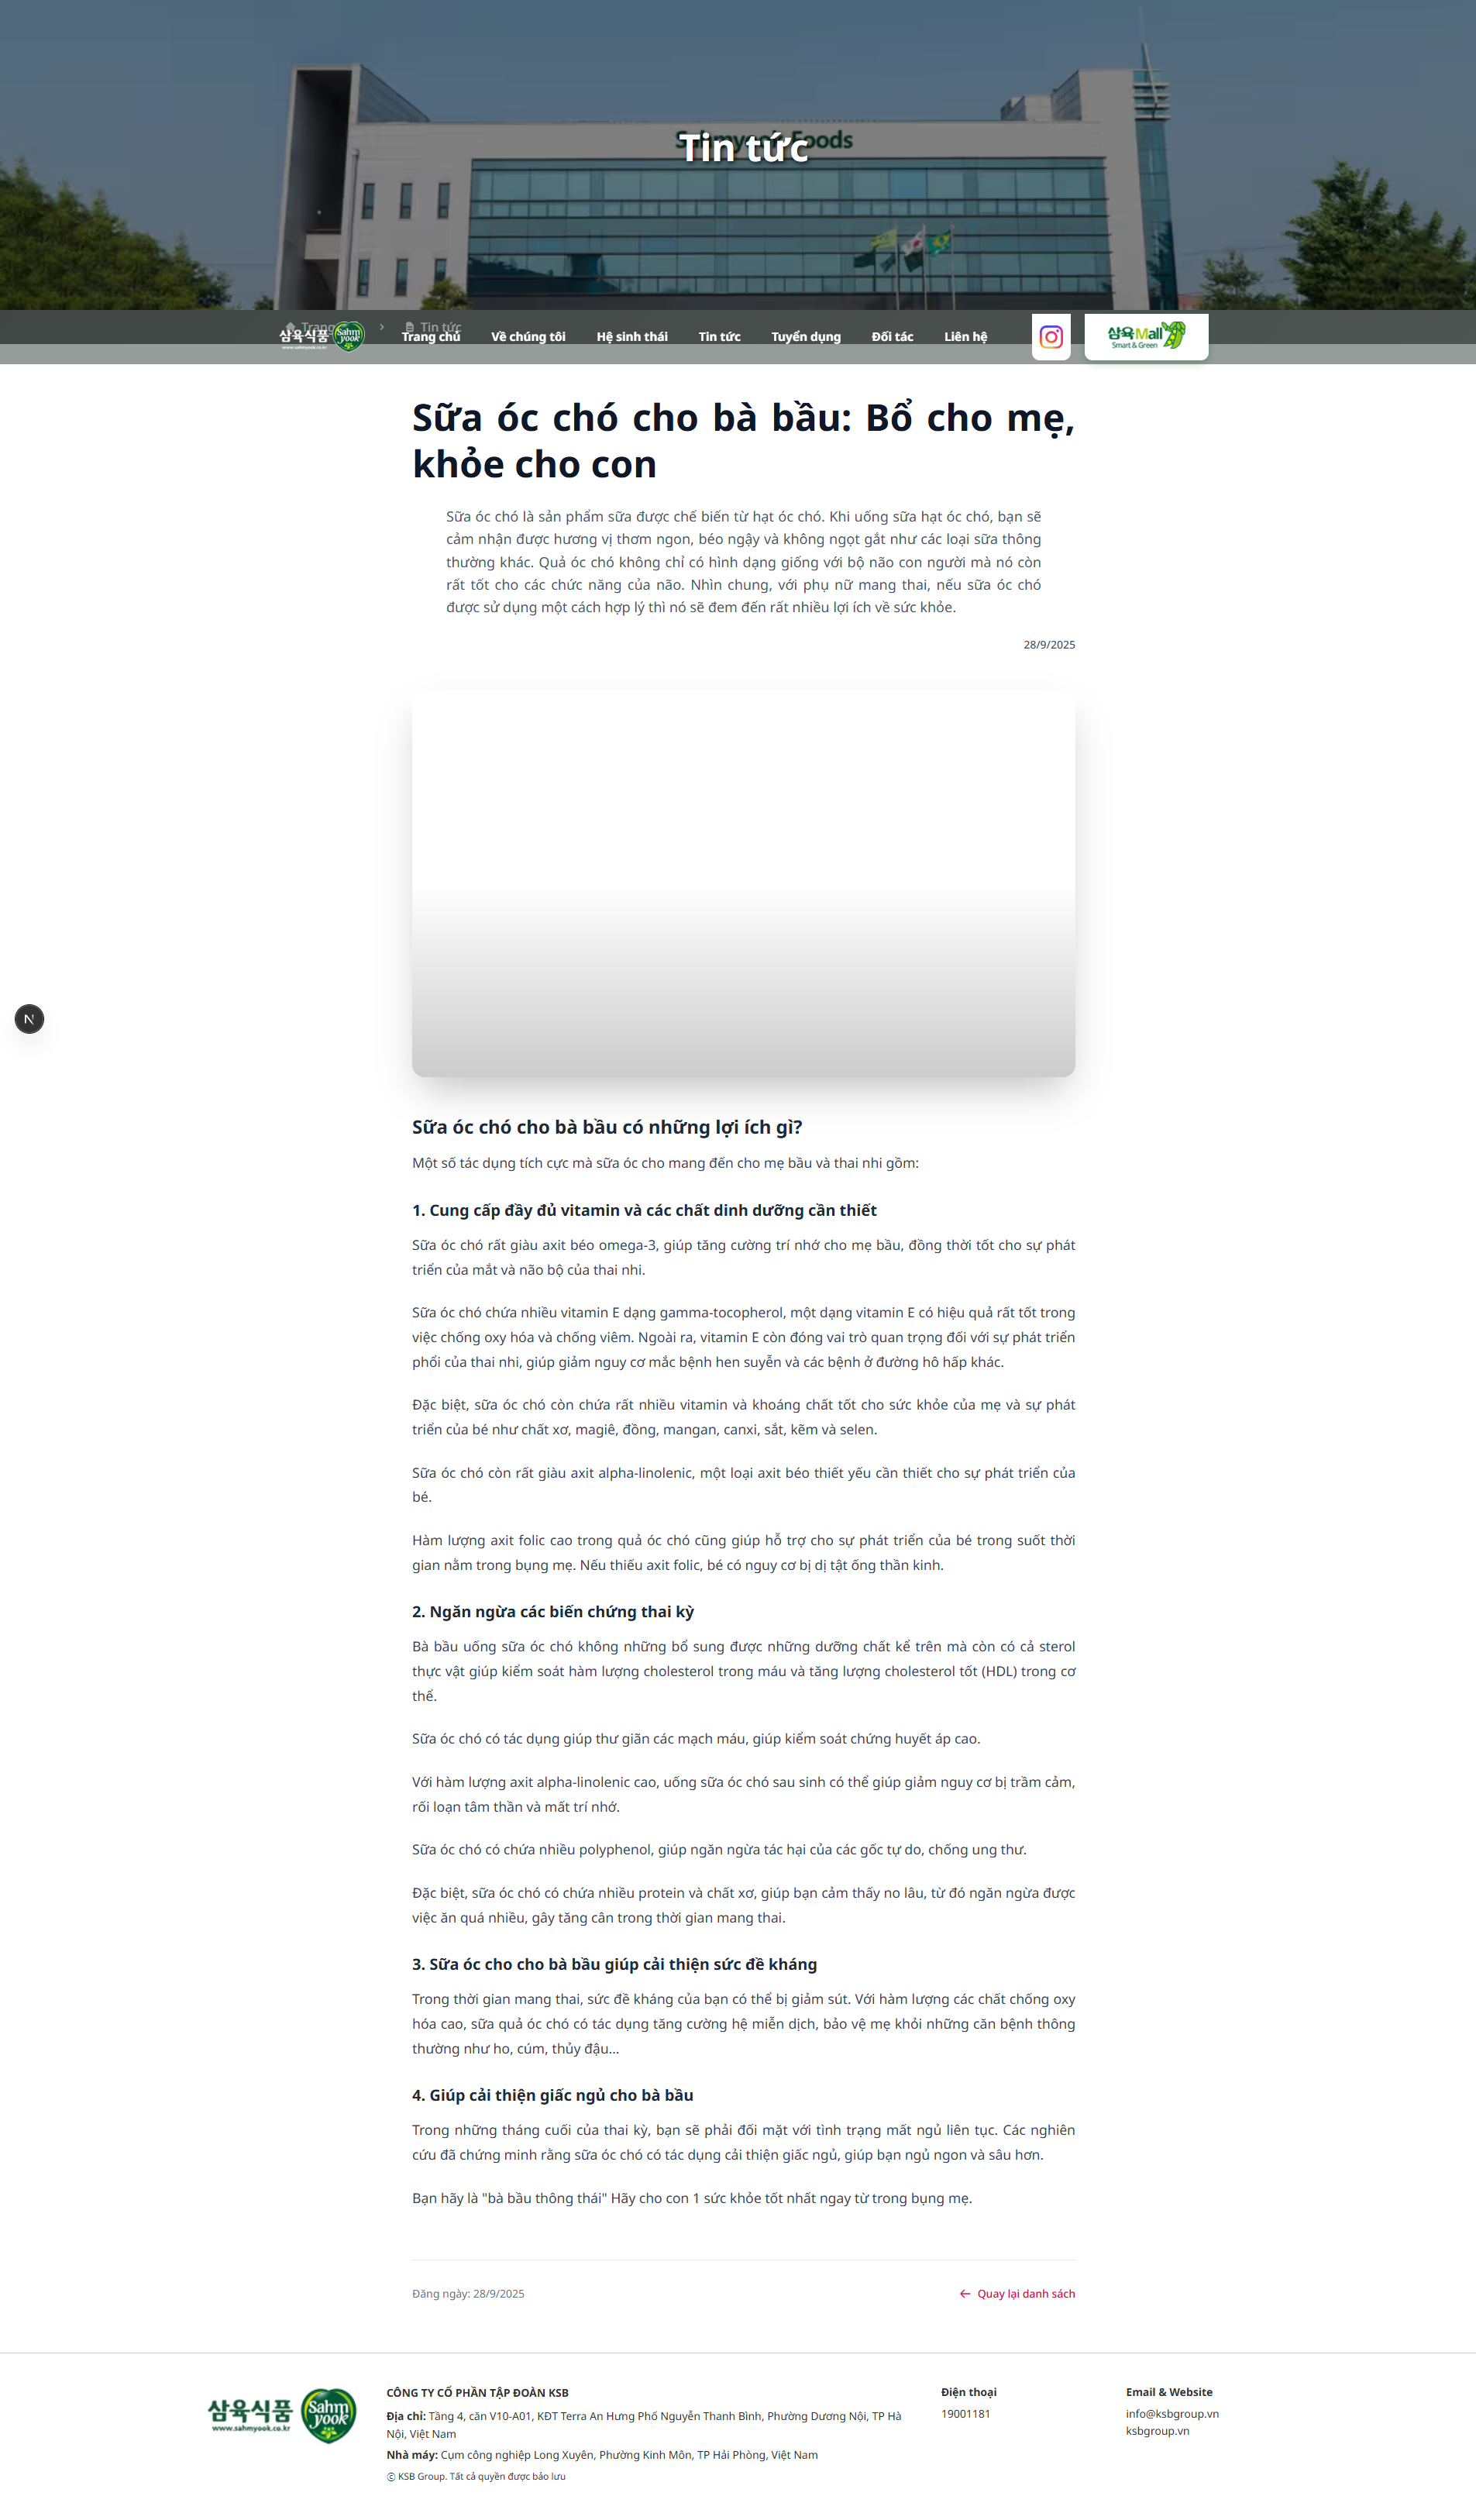 Sahmyook Foods
Tin tức
Trang
Tin tức
삼육식품
Sahm
yook
www.sahmyook.co.kr
Trang chủ
Về chúng tôi
Hệ sinh thái
Tin tức
Tuyển dụng
Đối tác
Liên hệ
삼육Mall
Smart & Green
Sữa óc chó cho bà bầu: Bổ cho mẹ,
khỏe cho con
Sữa óc chó là sản phẩm sữa được chế biến từ hạt óc chó. Khi uống sữa hạt óc chó, bạn sẽ
cảm nhận được hương vị thơm ngon, béo ngậy và không ngọt gắt như các loại sữa thông
thường khác. Quả óc chó không chỉ có hình dạng giống với bộ não con người mà nó còn
rất tốt cho các chức năng của não. Nhìn chung, với phụ nữ mang thai, nếu sữa óc chó
được sử dụng một cách hợp lý thì nó sẽ đem đến rất nhiều lợi ích về sức khỏe.
28/9/2025
N
Sữa óc chó cho bà bầu có những lợi ích gì?
Một số tác dụng tích cực mà sữa óc cho mang đến cho mẹ bầu và thai nhi gồm:
1. Cung cấp đầy đủ vitamin và các chất dinh dưỡng cần thiết
Sữa óc chó rất giàu axit béo omega-3, giúp tăng cường trí nhớ cho mẹ bầu, đồng thời tốt cho sự phát
triển của mắt và não bộ của thai nhi.
Sữa óc chó chứa nhiều vitamin E dạng gamma-tocopherol, một dạng vitamin E có hiệu quả rất tốt trong
việc chống oxy hóa và chống viêm. Ngoài ra, vitamin E còn đóng vai trò quan trọng đối với sự phát triển
phổi của thai nhi, giúp giảm nguy cơ mắc bệnh hen suyễn và các bệnh ở đường hô hấp khác.
Đặc biệt, sữa óc chó còn chứa rất nhiều vitamin và khoáng chất tốt cho sức khỏe của mẹ và sự phát
triển của bé như chất xơ, magiê, đồng, mangan, canxi, sắt, kẽm và selen.
Sữa óc chó còn rất giàu axit alpha-linolenic, một loại axit béo thiết yếu cần thiết cho sự phát triển của
bé.
Hàm lượng axit folic cao trong quả óc chó cũng giúp hỗ trợ cho sự phát triển của bé trong suốt thời
gian nằm trong bụng mẹ. Nếu thiếu axit folic, bé có nguy cơ bị dị tật ống thần kinh.
2. Ngăn ngừa các biến chứng thai kỳ
Bà bầu uống sữa óc chó không những bổ sung được những dưỡng chất kể trên mà còn có cả sterol
thực vật giúp kiểm soát hàm lượng cholesterol trong máu và tăng lượng cholesterol tốt (HDL) trong cơ
thể.
Sữa óc chó có tác dụng giúp thư giãn các mạch máu, giúp kiểm soát chứng huyết áp cao.
Với hàm lượng axit alpha-linolenic cao, uống sữa óc chó sau sinh có thể giúp giảm nguy cơ bị trầm cảm,
rối loạn tâm thần và mất trí nhớ.
Sữa óc chó có chứa nhiều polyphenol, giúp ngăn ngừa tác hại của các gốc tự do, chống ung thư.
Đặc biệt, sữa óc chó có chứa nhiều protein và chất xơ, giúp bạn cảm thấy no lâu, từ đó ngăn ngừa được
việc ăn quá nhiều, gây tăng cân trong thời gian mang thai.
3. Sữa óc cho cho bà bầu giúp cải thiện sức đề kháng
Trong thời gian mang thai, sức đề kháng của bạn có thể bị giảm sút. Với hàm lượng các chất chống oxy
hóa cao, sữa quả óc chó có tác dụng tăng cường hệ miễn dịch, bảo vệ mẹ khỏi những căn bệnh thông
thường như ho, cúm, thủy đậu...
4. Giúp cải thiện giấc ngủ cho bà bầu
Trong những tháng cuối của thai kỳ, bạn sẽ phải đối mặt với tình trạng mất ngủ liên tục. Các nghiên
cứu đã chứng minh rằng sữa óc chó có tác dụng cải thiện giấc ngủ, giúp bạn ngủ ngon và sâu hơn.
Bạn hãy là "bà bầu thông thái" Hãy cho con 1 sức khỏe tốt nhất ngay từ trong bụng mẹ.
Đăng ngày: 28/9/2025
Quay lại danh sách
삼육식품
www.sahmyook.co.kr
Sahm
yook
CÔNG TY CỔ PHẦN TẬP ĐOÀN KSB
Địa chỉ: Tầng 4, căn V10-A01, KĐT Terra An Hưng Phố Nguyễn Thanh Bình, Phường Dương Nội, TP Hà
Nội, Việt Nam
Nhà máy: Cụm công nghiệp Long Xuyên, Phường Kinh Môn, TP Hải Phòng, Việt Nam
© KSB Group. Tất cả quyền được bảo lưu
Điện thoại
19001181
Email & Website
info@ksbgroup.vn
ksbgroup.vn